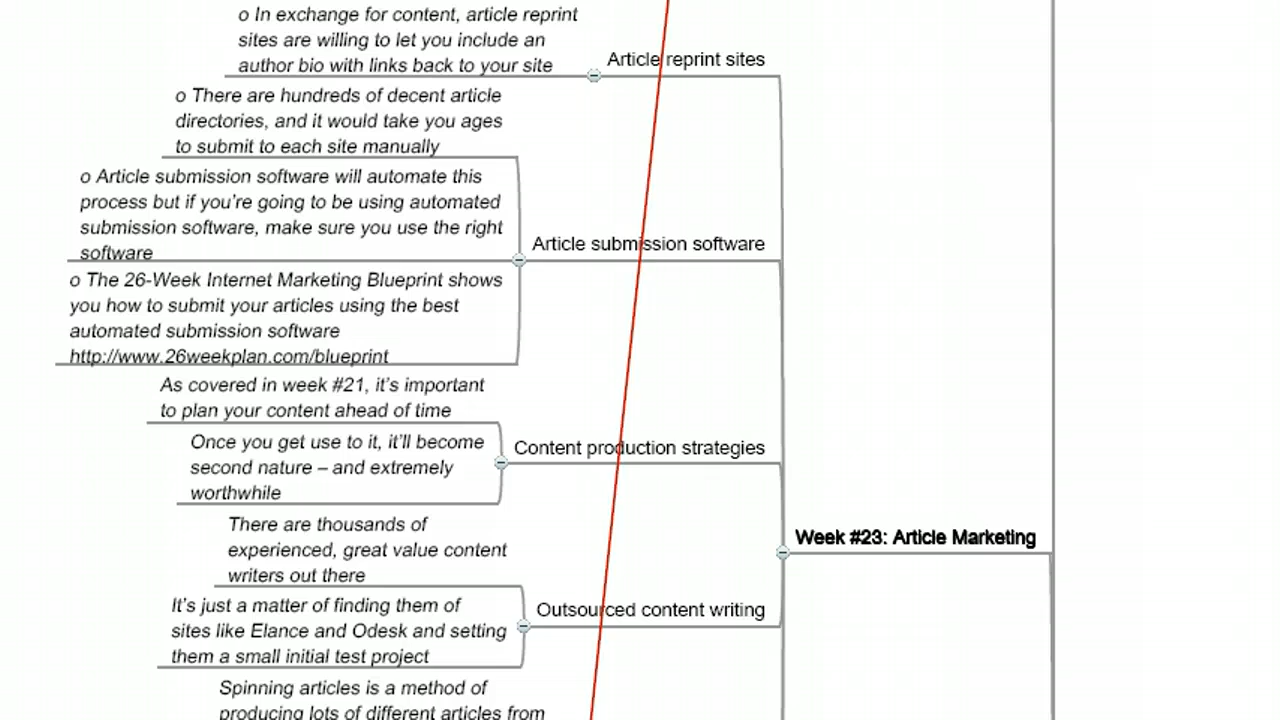 o In exchange for content, article reprint
sites are willing to let you include an
author bio with links back to your site
Article reprint sites
o There are hundreds of decent article
directories, and it would take you ages
to submit to each site manually
o Article submission software will automate this
process but if you're going to be using automated
submission software, make sure you use the right
software
Article submission software
o The 26-Week Internet Marketing Blueprint shows
you how to submit your articles using the best
automated submission software
http://www.26weekplan.com/blueprint
As covered in week #21, it's important
to plan your content ahead of time
Once you get use to it, it'll become
second nature – and extremely
worthwhile
Content production strategies
Week #23: Article Marketing
There are thousands of
experienced, great value content
writers out there
It's just a matter of finding them of
sites like Elance and Odesk and setting
them a small initial test project
Outsourced content writing
Spinning articles is a method of
producing lots of different articles from